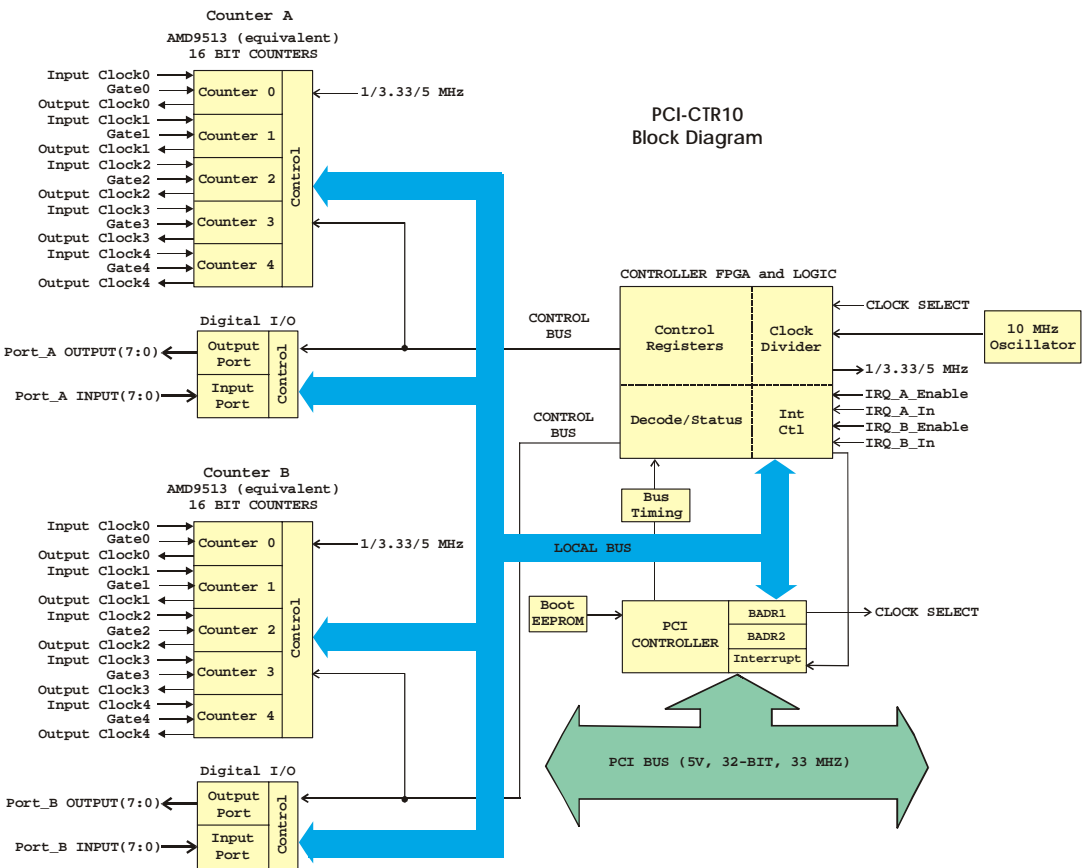 Counter A
AMD9513 (equivalent)
16 BIT COUNTERS
Input Clock0
Gate0
Output Clock0
Input Clock1
Gate1
Output Clock1
Input Clock2
Gate2
Output Clock2
Input Clock3
Gate3
Output Clock3
Input Clock4
Gate4
Output Clock4
Counter 0
Counter 1
Counter 2
Counter 3
Counter 4
Control
1/3.33/5 MHz
PCI-CTR10
Block Diagram
Digital I/O
Port_A OUTPUT(7:0)
Port_A INPUT(7:0)
Output
Port
Input
Port
Control
CONTROL
BUS
CONTROL
BUS
CONTROLLER FPGA and LOGIC
Control
Registers
Clock
Divider
Decode/Status
Int
Ctl
CLOCK SELECT
10 MHz
Oscillator
1/3.33/5 MHz
IRQ_A_Enable
IRQ_A_In
IRQ_B_Enable
IRQ_B_In
Counter B
AMD9513 (equivalent)
16 BIT COUNTERS
Input Clock0
Gate0
Output Clock0
Input Clock1
Gate1
Output Clock1
Input Clock2
Gate2
Output Clock2
Input Clock3
Gate3
Output Clock3
Input Clock4
Gate4
Output Clock4
Counter 0
Counter 1
Counter 2
Counter 3
Counter 4
Control
1/3.33/5 MHz
Bus
Timing
LOCAL BUS
Boot
EEPROM
PCI
CONTROLLER
BADR1
BADR2
Interrupt
CLOCK SELECT
PCI BUS (5V, 32-BIT, 33 MHZ)
Digital I/O
Port_B OUTPUT(7:0)
Port_B INPUT(7:0)
Output
Port
Input
Port
Control